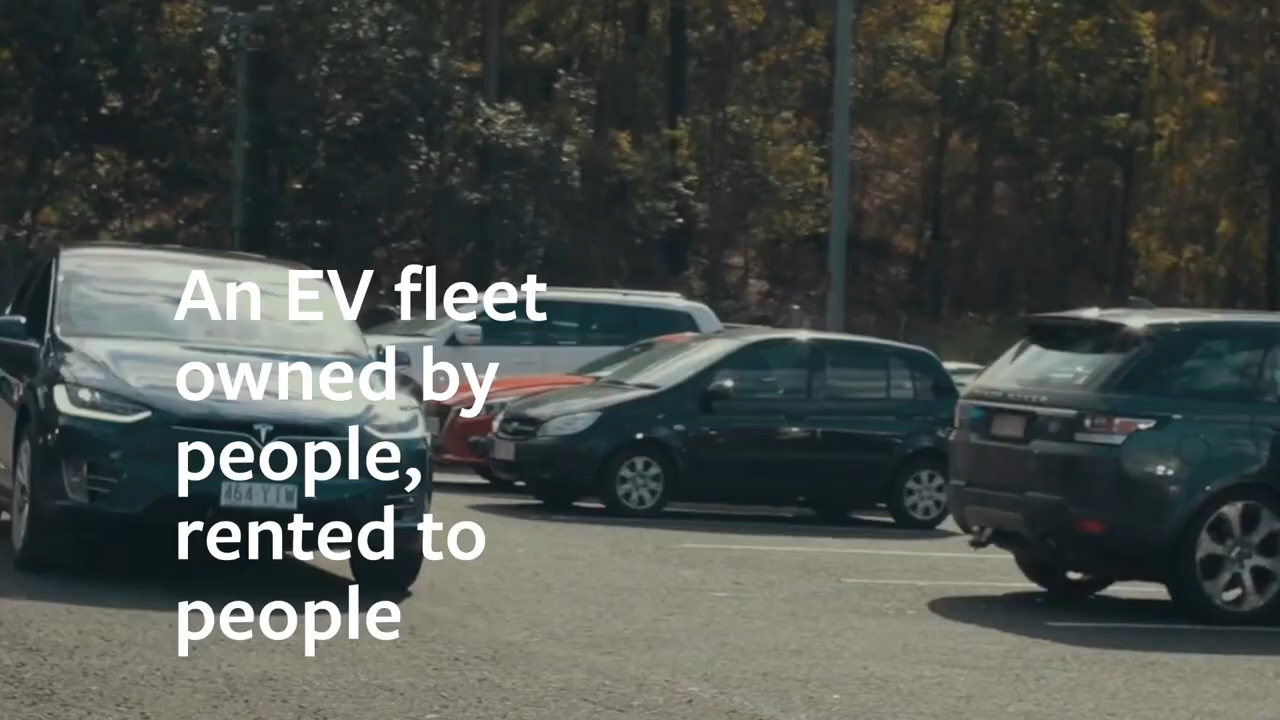 An EV fleet
owned by
people,
rented to
people